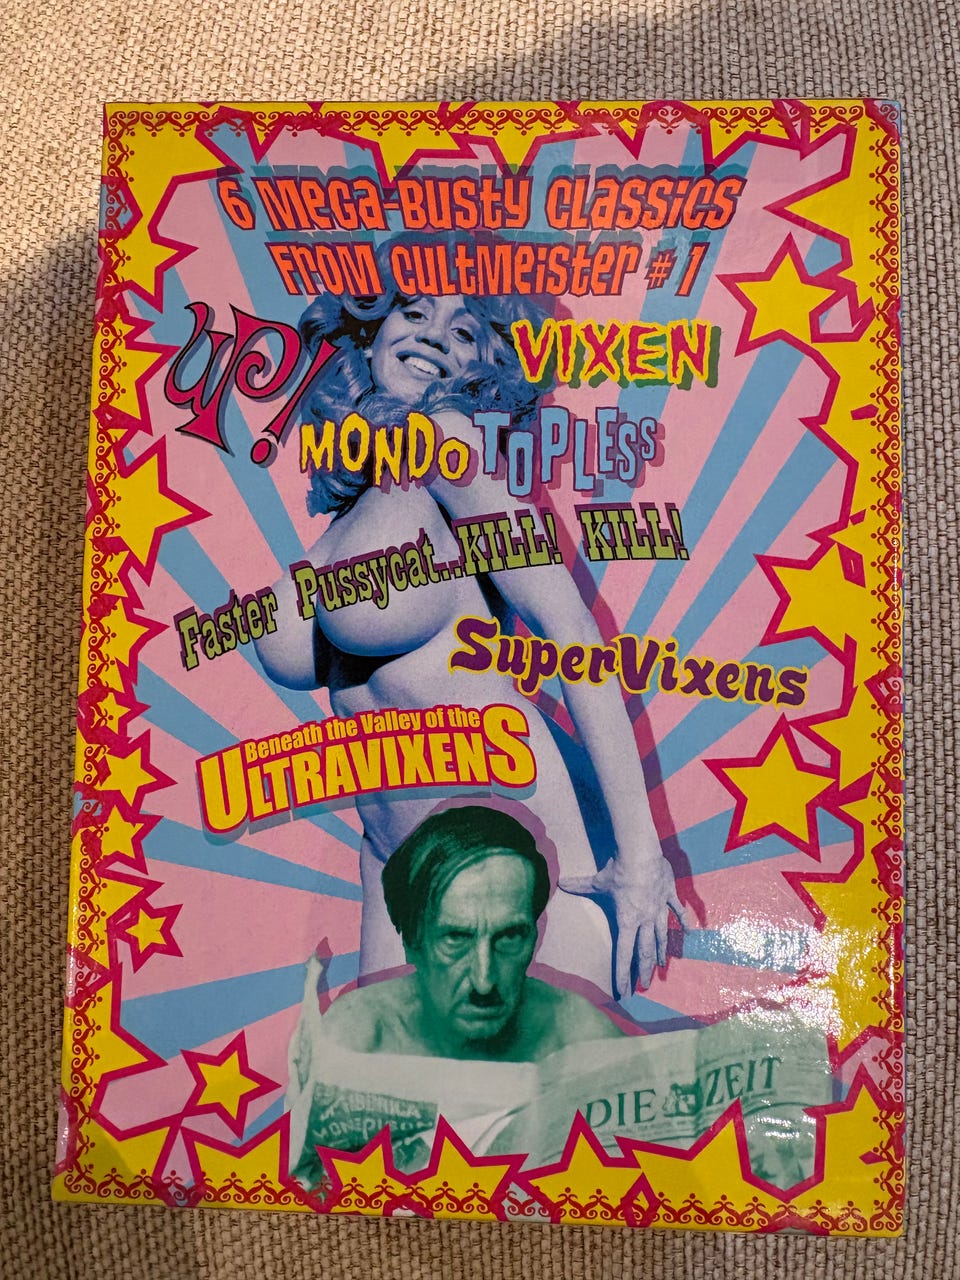 6 MEGA-BUSTY CLASSICS
FROM CULTMEISTER #1
UP!
VIXEN
MONDO TOPLESS
Faster Pussycat..KILL! KILL!
SuperVixens
Beneath the Valley of the
ULTRAVIXENS
DIE ZEIT